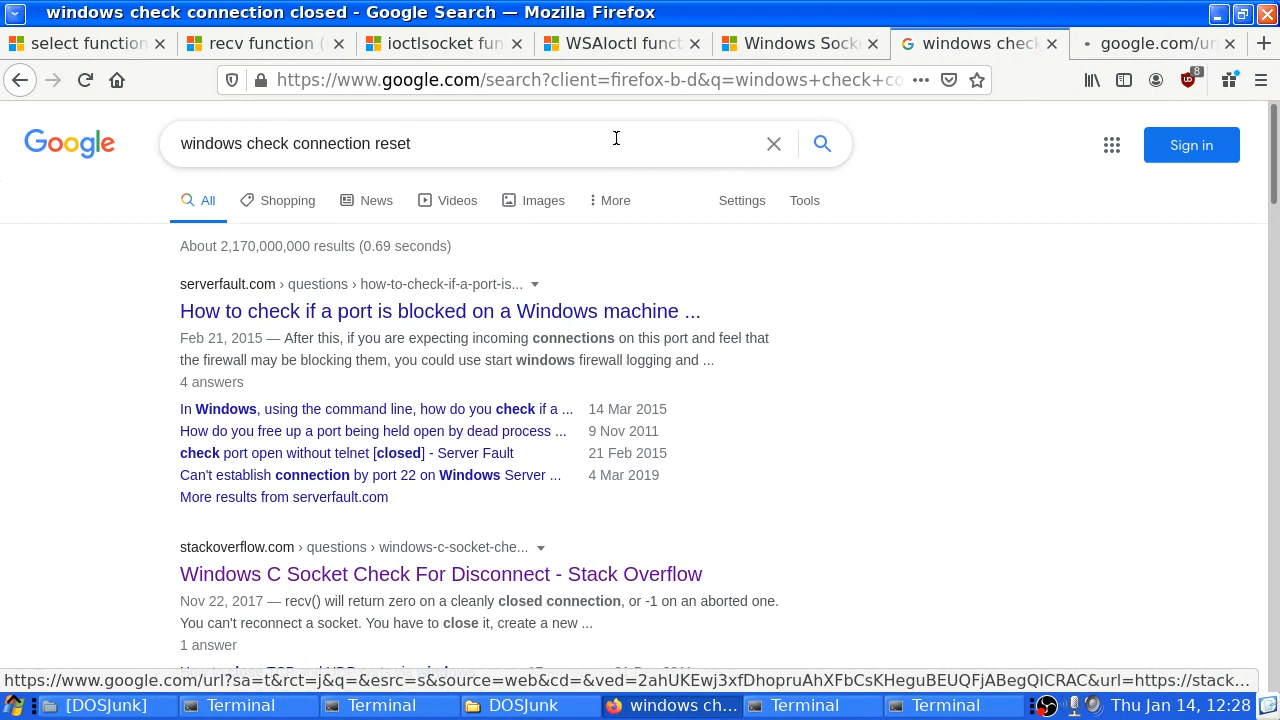 windows check connection closed - Google Search — Mozilla Firefox
select function
recv function (
ioctlsocket fun
WSAIoctl funct
Windows Socke
windows check
google.com/ur
https://www.google.com/search?client=firefox-b-d&q=windows+check+co
8
Google
windows check connection reset
Sign in
All
Shopping
News
Videos
Images
More
Settings
Tools
About 2,170,000,000 results (0.69 seconds)
serverfault.com › questions › how-to-check-if-a-port-is...
How to check if a port is blocked on a Windows machine ...
Feb 21, 2015 — After this, if you are expecting incoming connections on this port and feel that
the firewall may be blocking them, you could use start windows firewall logging and ...
4 answers
In Windows, using the command line, how do you check if a ... 14 Mar 2015
How do you free up a port being held open by dead process ... 9 Nov 2011
check port open without telnet [closed] - Server Fault 21 Feb 2015
Can't establish connection by port 22 on Windows Server ... 4 Mar 2019
More results from serverfault.com
stackoverflow.com › questions › windows-c-socket-che...
Windows C Socket Check For Disconnect - Stack Overflow
Nov 22, 2017 — recv() will return zero on a cleanly closed connection, or -1 on an aborted one.
You can't reconnect a socket. You have to close it, create a new ...
1 answer
https://www.google.com/url?sa=t&rct=j&q=&esrc=s&source=web&cd=&ved=2ahUKEwj3xfDhopruAhXFbCsKHeguBEUQFjABegQICRAC&url=https://stack...
[DOSJunk]
Terminal
Terminal
DOSJunk
windows ch...
Terminal
Terminal
Thu Jan 14, 12:28